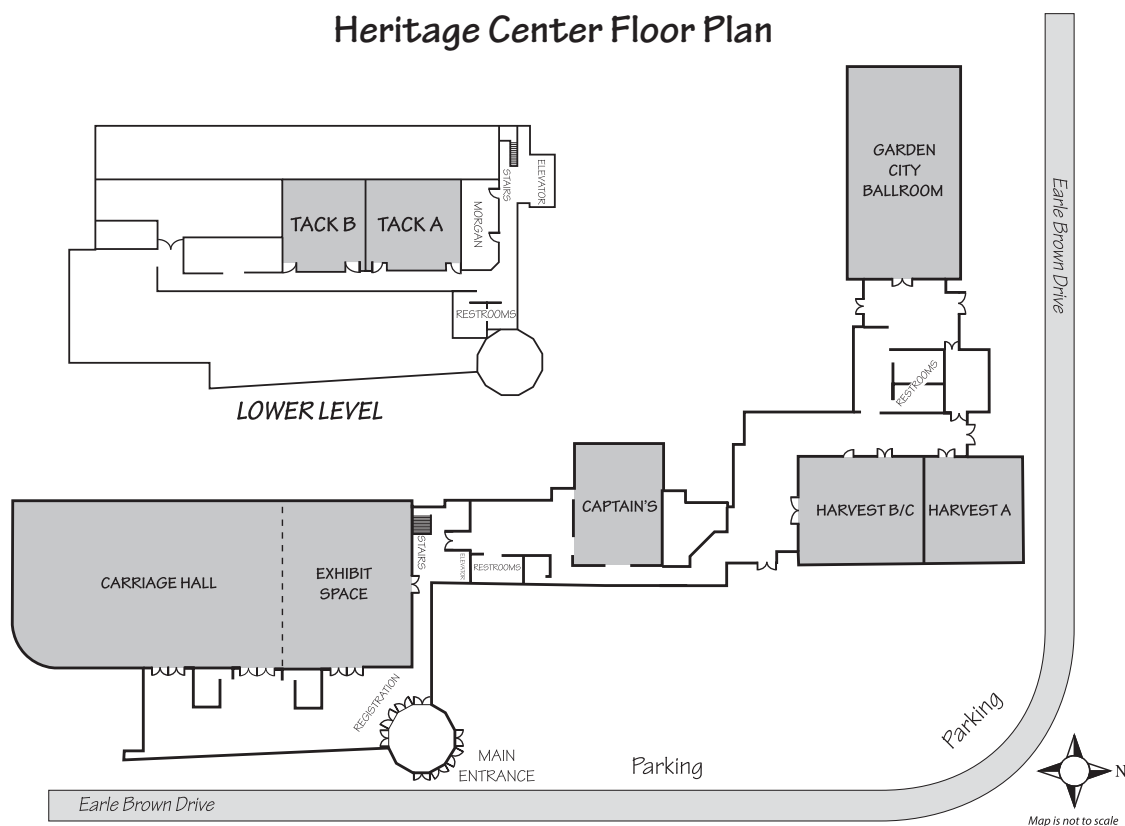 Heritage Center Floor Plan
GARDEN
CITY
BALLROOM
Earle Brown Drive
STAIRS
ELEVATOR
TACK B
TACK A
MORGAN
RESTROOMS
LOWER LEVEL
RESTROOMS
CAPTAIN'S
HARVEST B/C
HARVEST A
CARRIAGE HALL
EXHIBIT
SPACE
STAIRS
ELEVATOR
RESTROOMS
REGISTRATION
MAIN
ENTRANCE
Parking
Parking
N
Earle Brown Drive
Map is not to scale